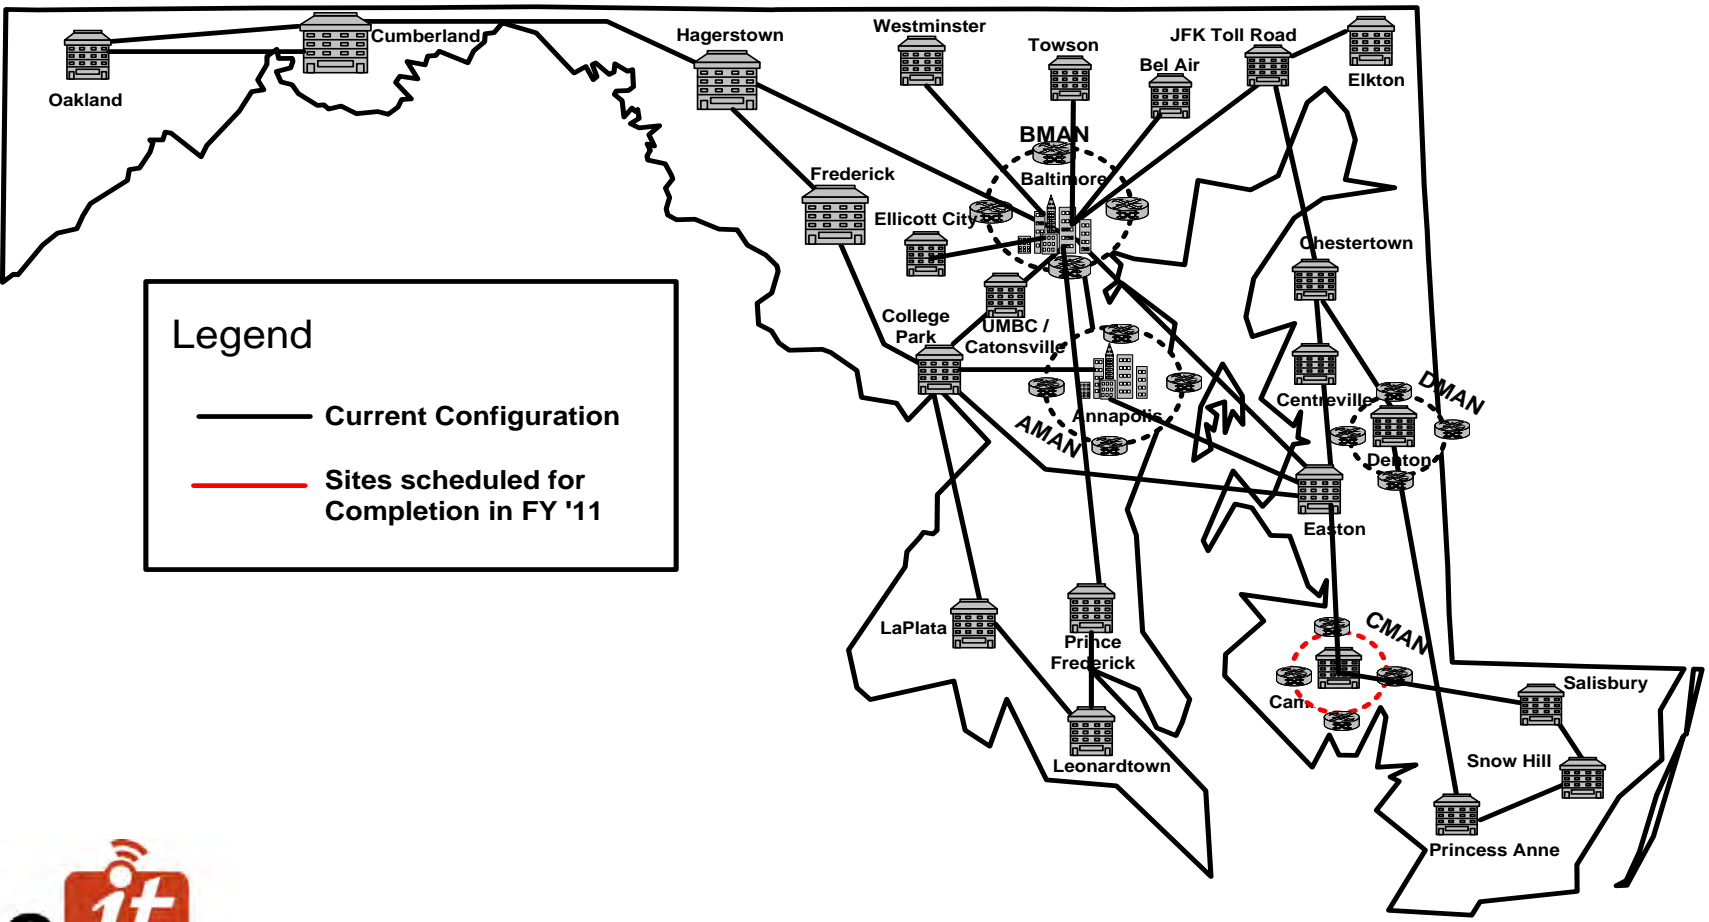 Cumberland
Oakland
Hagerstown
Westminster
Towson
JFK Toll Road
Bel Air
Elkton
BMAN
Baltimore
Frederick
Ellicott City
Chestertown
College
Park
UMBC /
Catonsville
Centreville
DMAN
Annapolis
AMAN
Denton
Easton
Legend
Current Configuration
Sites scheduled for
Completion in FY '11
LaPlata
Prince
Frederick
CMAN
Cam
Salisbury
Leonardtown
Snow Hill
Princess Anne
it